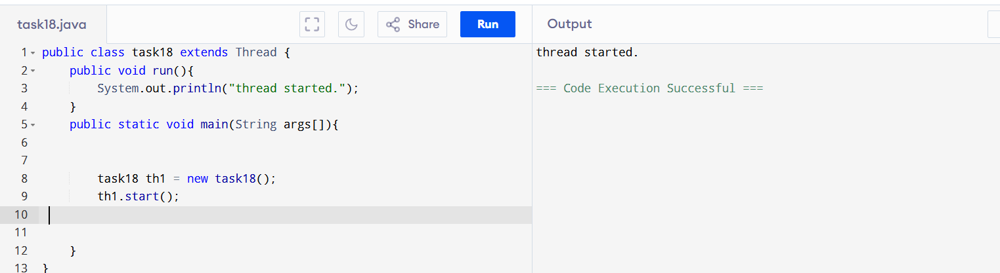 task18.java
Share
Run
Output
1 public class task18 extends Thread {
2     public void run(){
3         System.out.println("thread started.");
4     }
5     public static void main(String args[]){
6
7
8         task18 th1 = new task18();
9         th1.start();
10
11
12     }
13 }
thread started.
=== Code Execution Successful ===